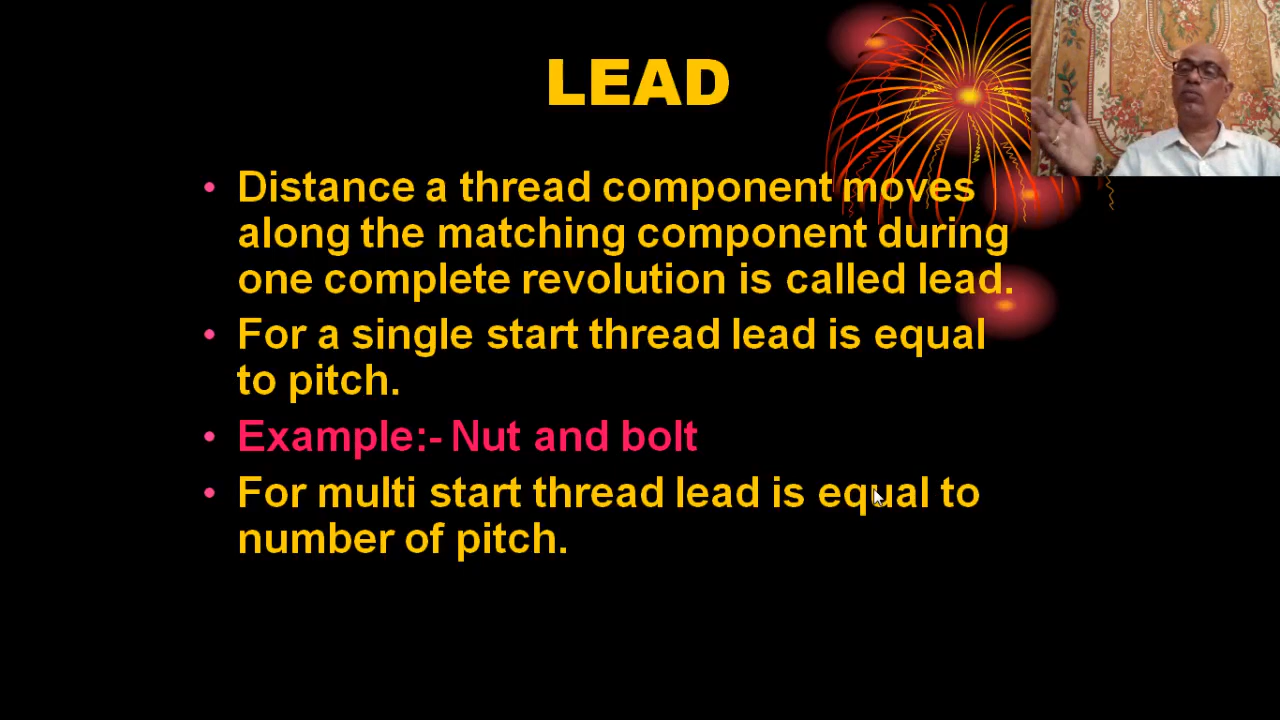 LEAD
• Distance a thread component moves
along the matching component during
one complete revolution is called lead.
• For a single start thread lead is equal
to pitch.
• Example:- Nut and bolt
• For multi start thread lead is equal to
number of pitch.